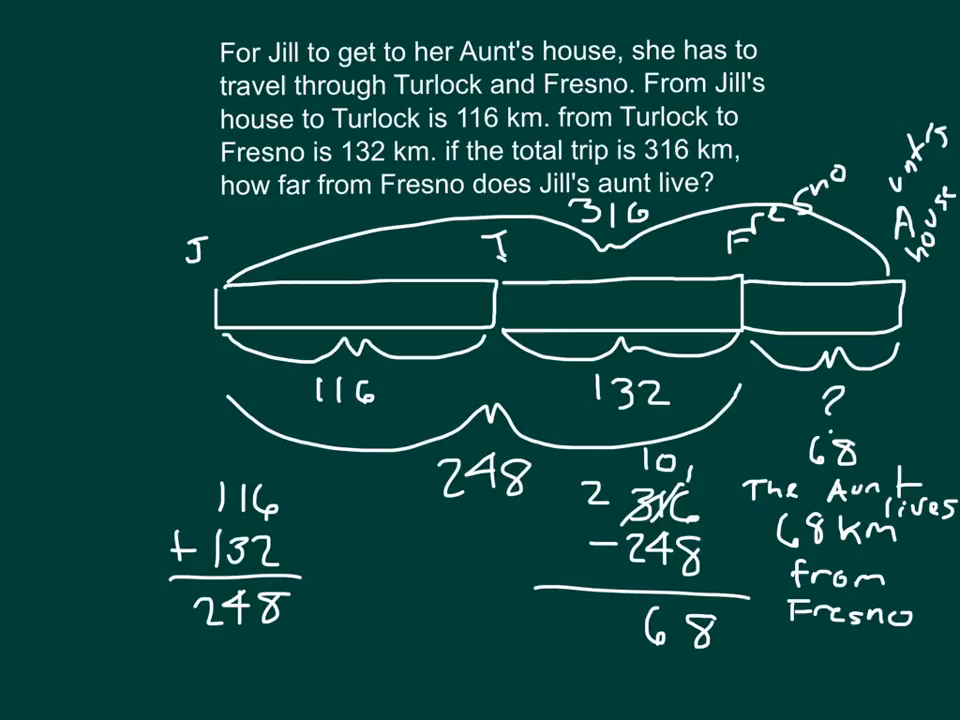 For Jill to get to her Aunt's house, she has to
travel through Turlock and Fresno. From Jill's
house to Turlock is 116 km. from Turlock to
Fresno is 132 km. if the total trip is 316 km,
how far from Fresno does Jill's aunt live?
316
J
T
Fresno
Aunt's
house
116
132
?
248
68
116
+ 132
248
10 1
2 316
- 248
68
The Aunt
lives
68 km
from
Fresno